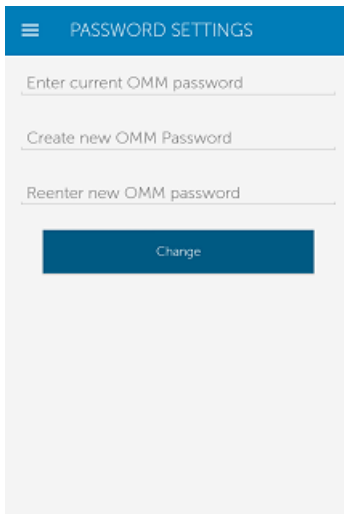 PASSWORD SETTINGS
Enter current OMM password
Create new OMM Password
Reenter new OMM password
Change